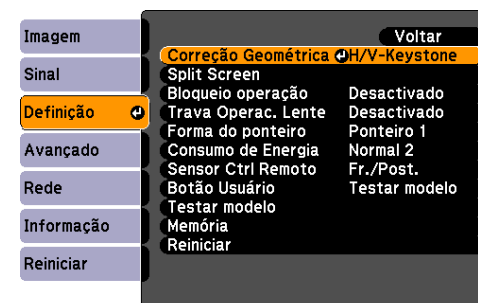 Imagem
Sinal
Definição
Avançado
Rede
Informação
Reiniciar
Voltar
Correção Geométrica H/V-Keystone
Split Screen
Bloqueio operação Desactivado
Trava Operac. Lente Desactivado
Forma do ponteiro Ponteiro 1
Consumo de Energia Normal 2
Sensor Ctrl Remoto Fr./Post.
Botão Usuário Testar modelo
Testar modelo
Memória
Reiniciar